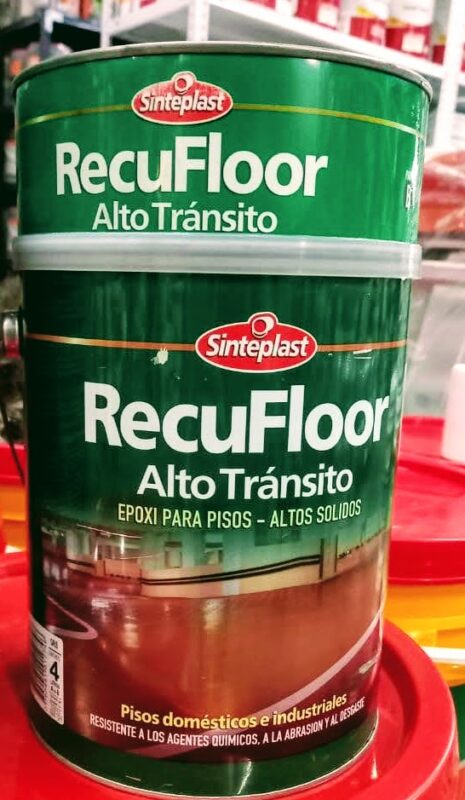 Sinteplast
RecuFloor
Alto Tránsito
Sinteplast
RecuFloor
Alto Tránsito
EPOXI PARA PISOS - ALTOS SOLIDOS
4
Pisos domésticos e industriales
RESISTENTE A LOS AGENTES QUIMICOS, A LA ABRASION Y AL DESGASTE